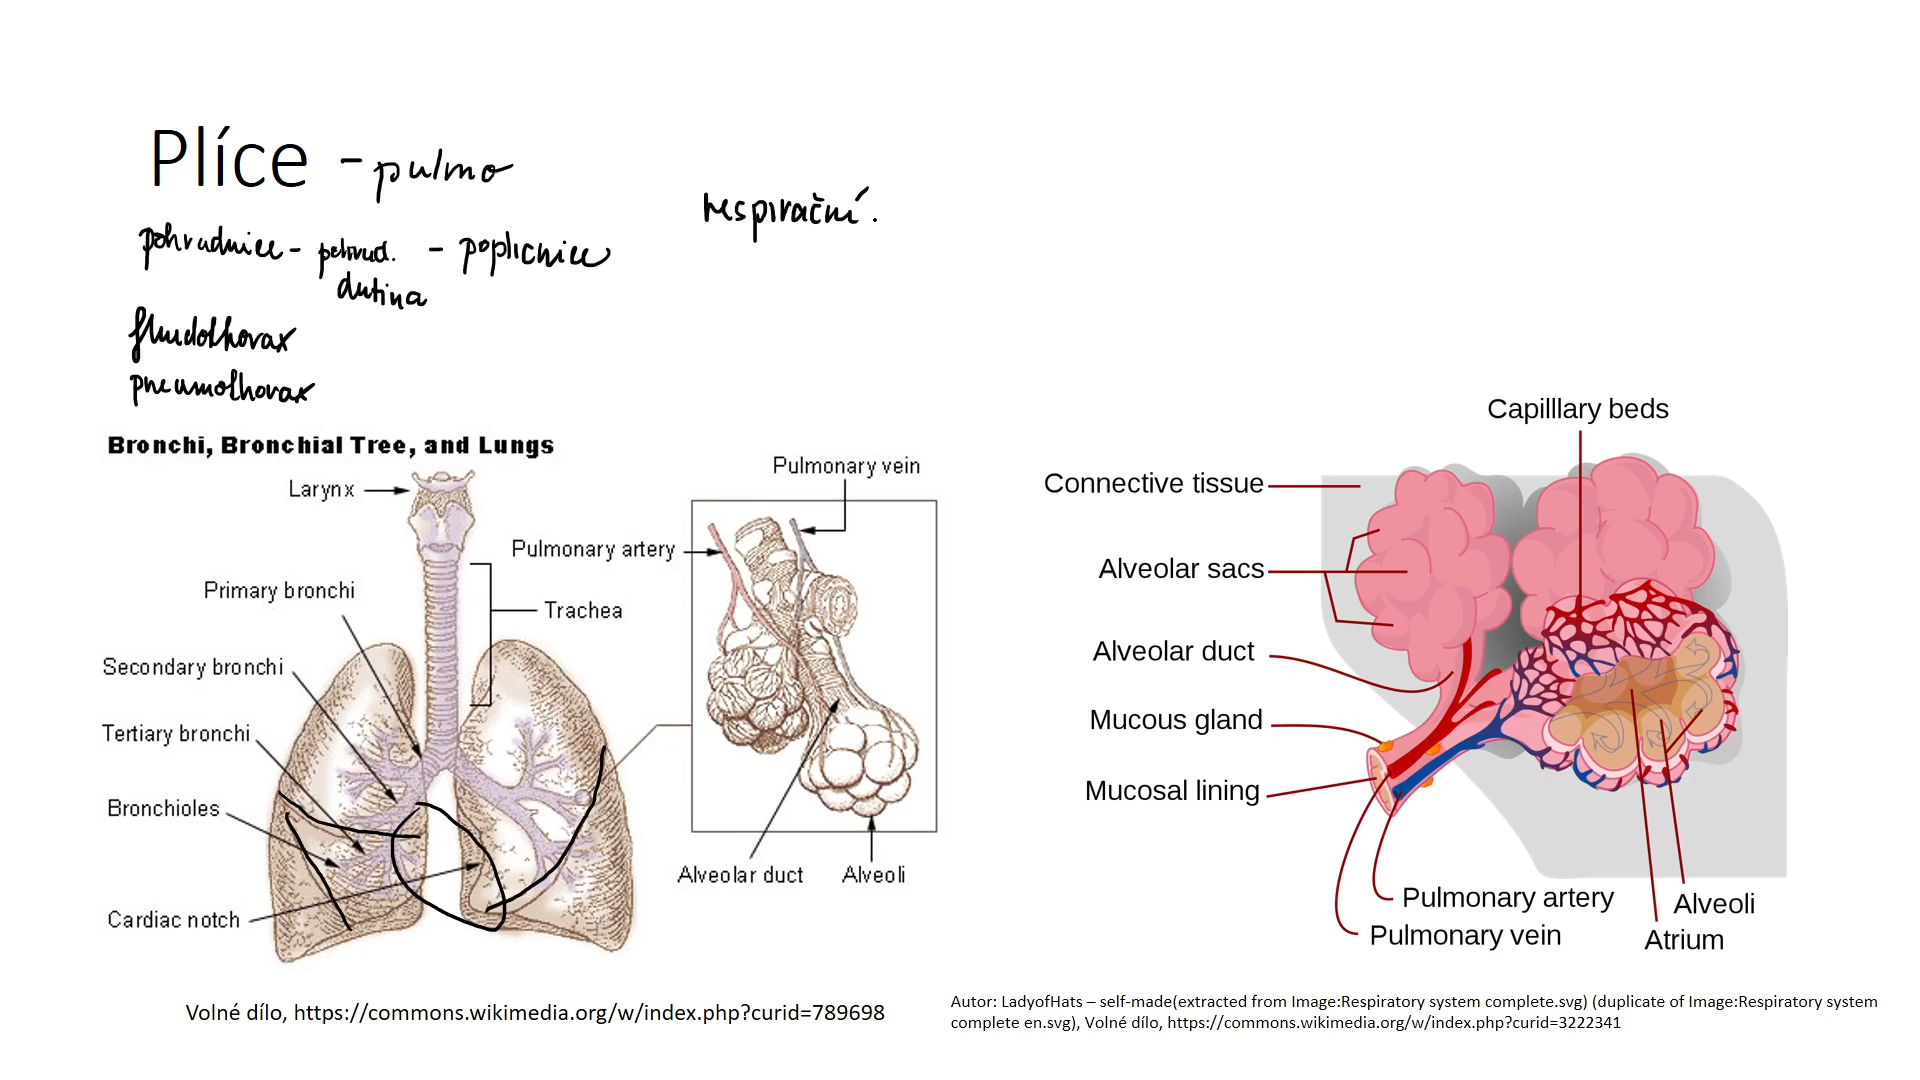 Plíce - pulmo
respirační.
pohrudnice - pohrud. - poplicnice
dutina
fluidothorax
pneumothorax
Bronchi, Bronchial Tree, and Lungs
Larynx
Primary bronchi
Trachea
Secondary bronchi
Tertiary bronchi
Bronchioles
Cardiac notch
Pulmonary vein
Pulmonary artery
Alveolar duct
Alveoli
Capilllary beds
Connective tissue
Alveolar sacs
Alveolar duct
Mucous gland
Mucosal lining
Pulmonary artery
Pulmonary vein
Alveoli
Atrium
Volné dílo, https://commons.wikimedia.org/w/index.php?curid=789698
Autor: LadyofHats – self-made(extracted from Image:Respiratory system complete.svg) (duplicate of Image:Respiratory system
complete en.svg), Volné dílo, https://commons.wikimedia.org/w/index.php?curid=3222341